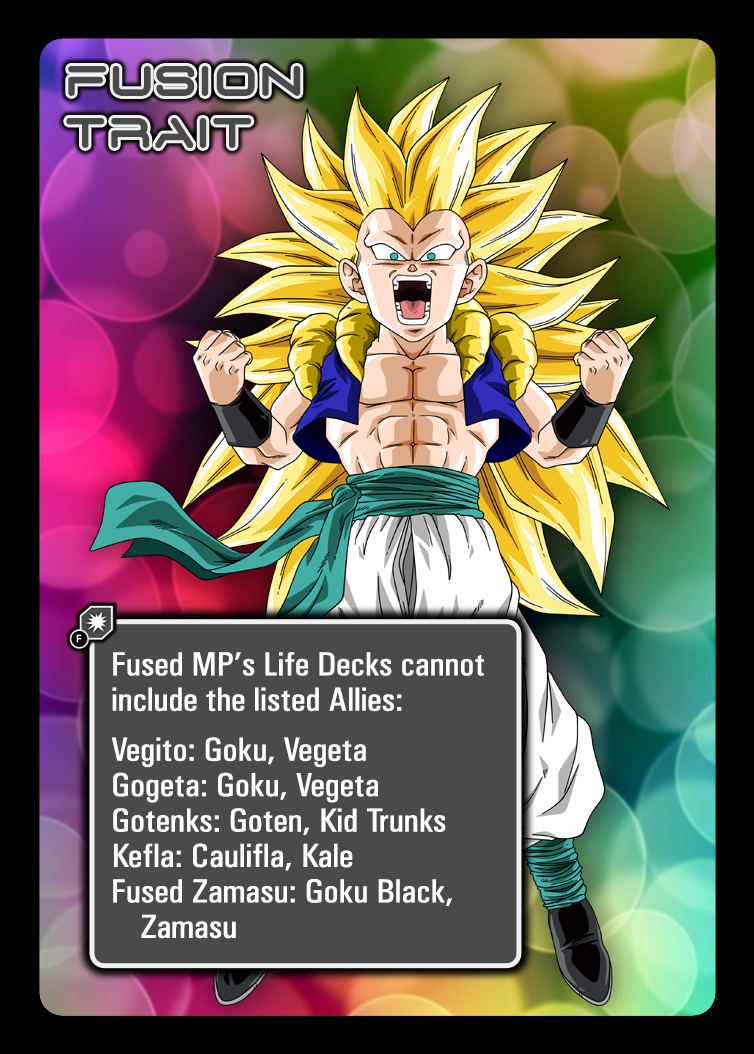 FUSION
TRAIT
F
Fused MP's Life Decks cannot
include the listed Allies:
Vegito: Goku, Vegeta
Gogeta: Goku, Vegeta
Gotenks: Goten, Kid Trunks
Kefla: Caulifla, Kale
Fused Zamasu: Goku Black,
Zamasu